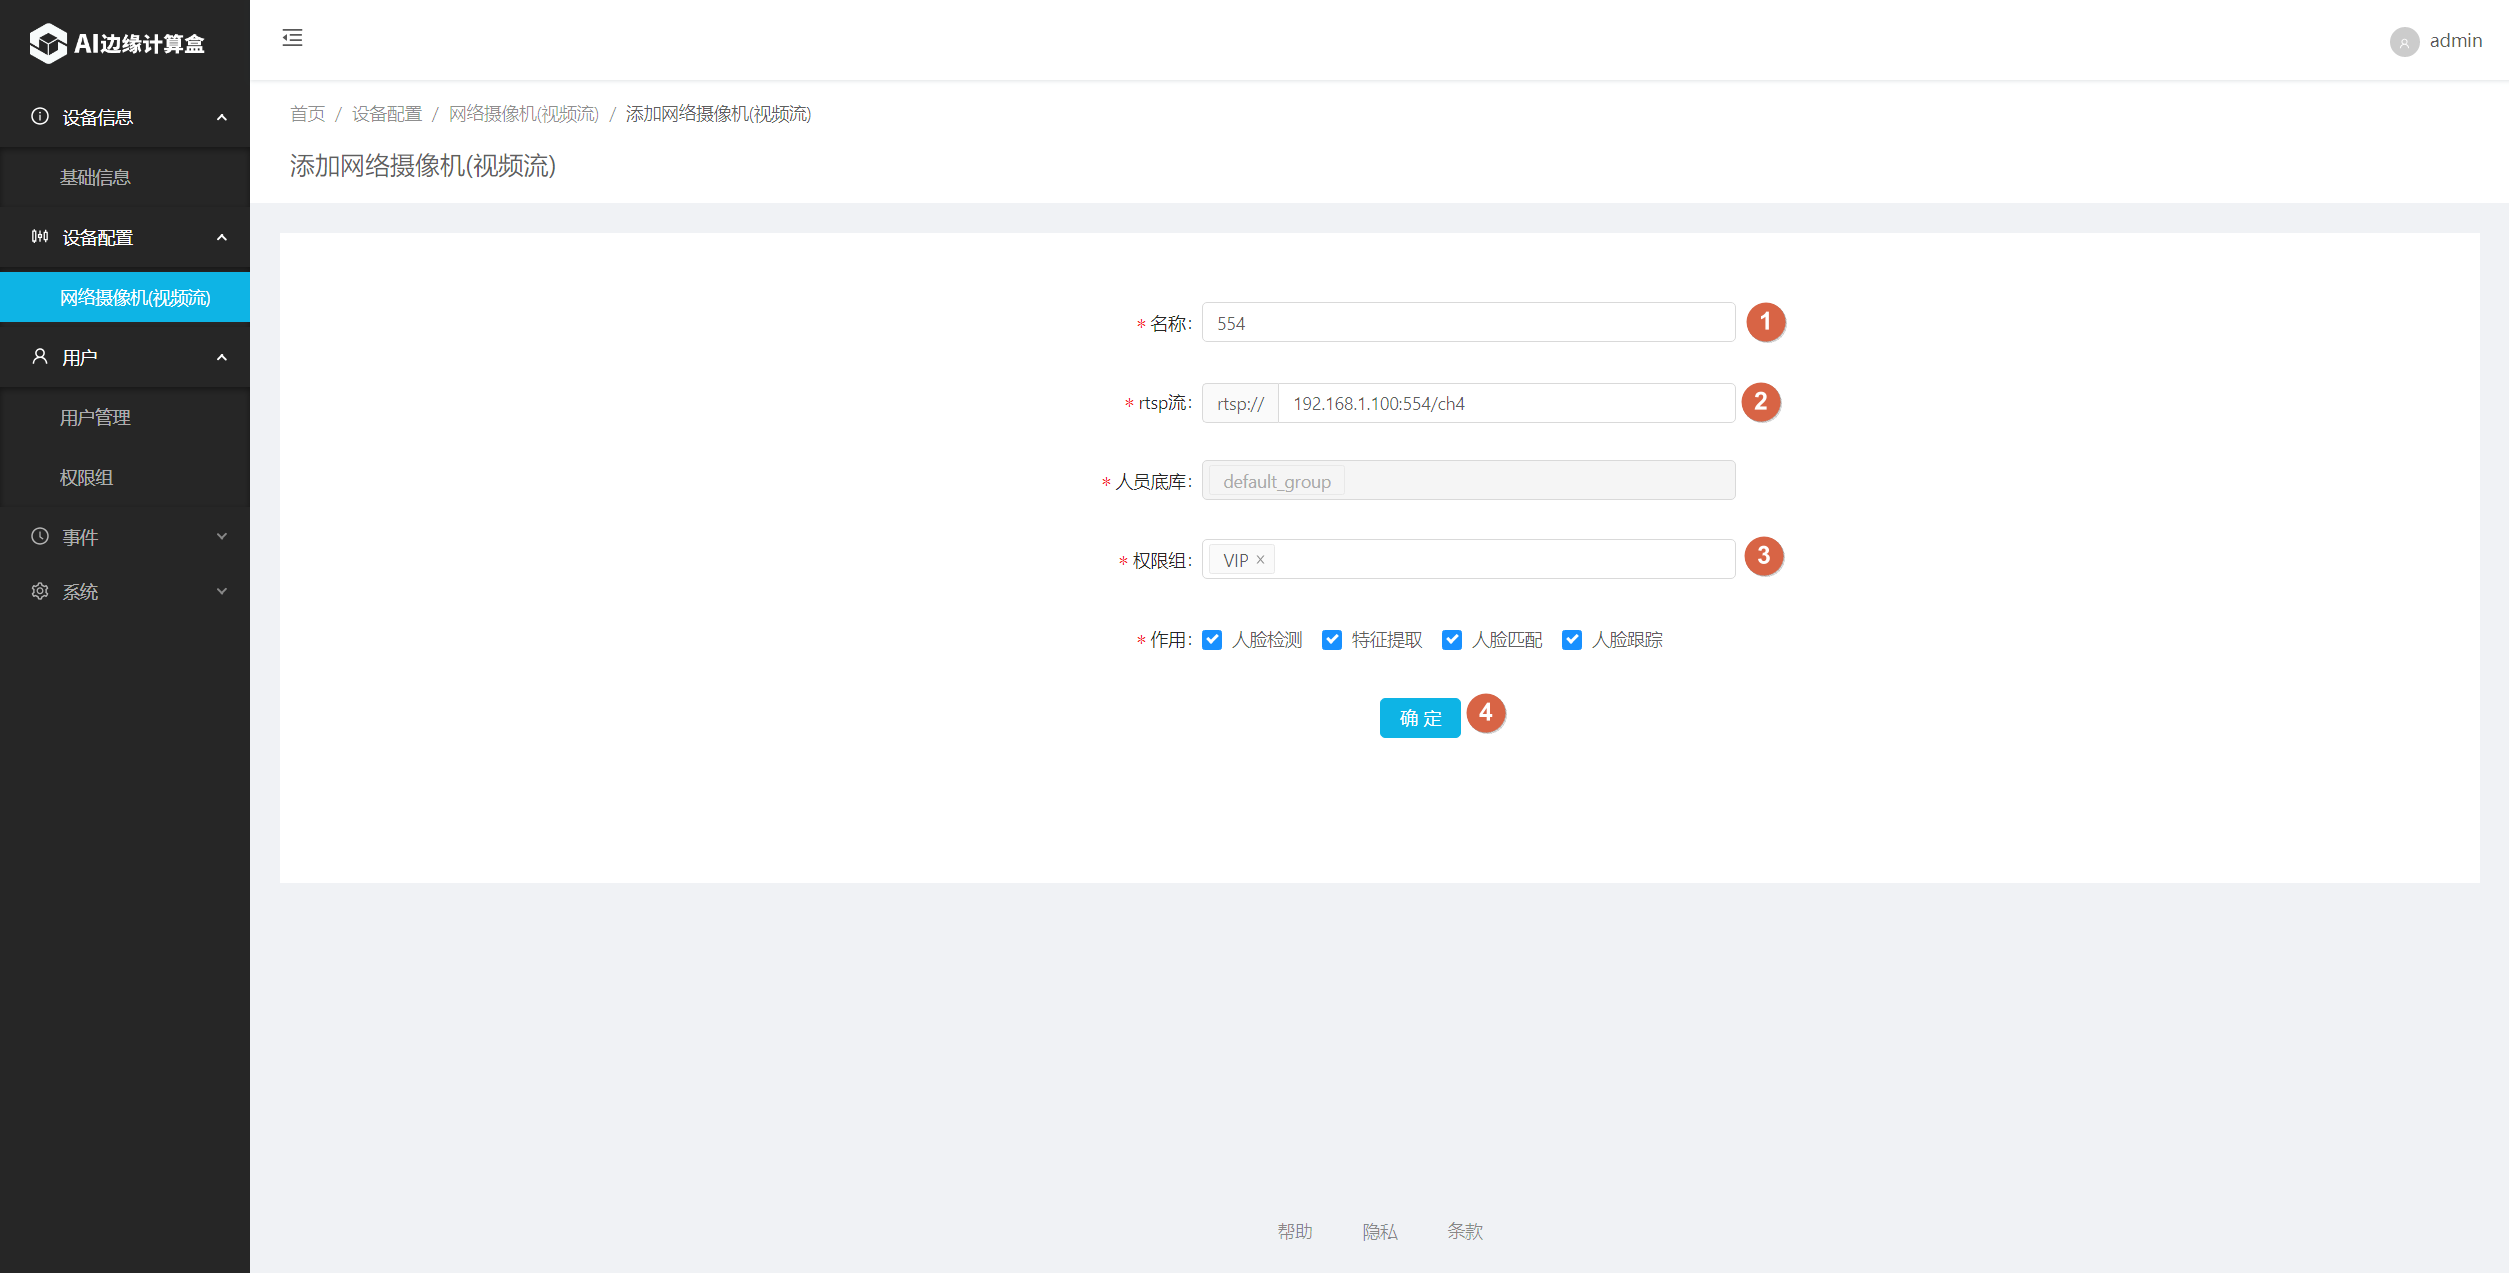 AI边缘计算盒
admin
设备信息
基础信息
设备配置
网络摄像机(视频流)
用户
用户管理
权限组
事件
系统
首页 / 设备配置 / 网络摄像机(视频流) / 添加网络摄像机(视频流)
添加网络摄像机(视频流)
* 名称: 554 1
* rtsp流: rtsp:// 192.168.1.100:554/ch4 2
* 人员底库: default_group
* 权限组: VIP × 3
* 作用: 人脸检测 特征提取 人脸匹配 人脸跟踪
确 定 4
帮助 隐私 条款